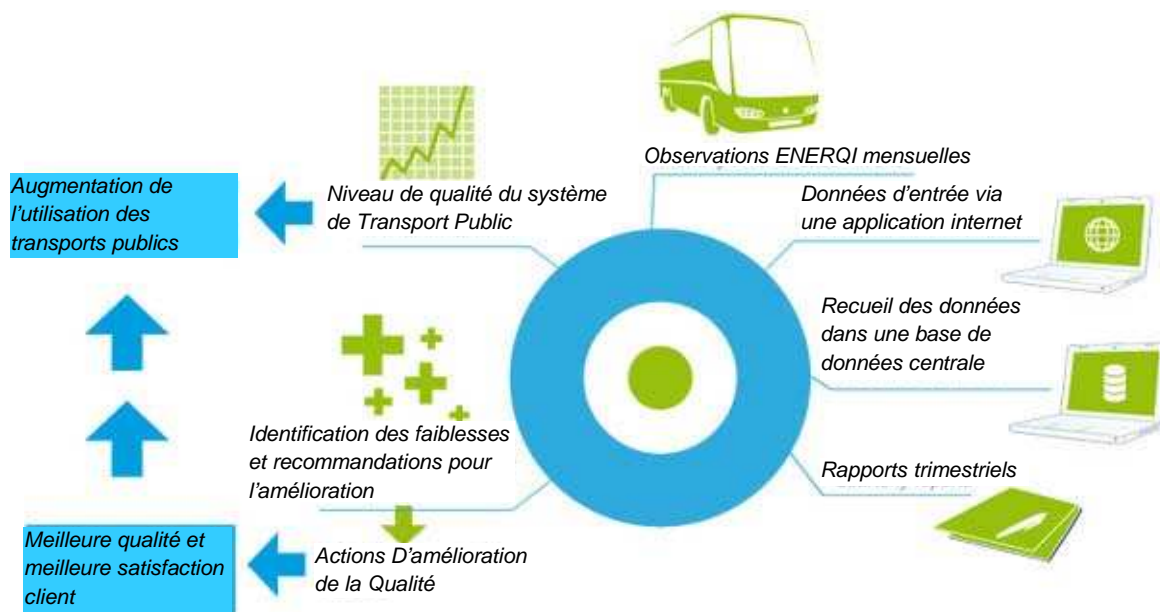 Observations ENERQI mensuelles
Données d'entrée via
une application internet
Recueil des données
dans une base de
données centrale
Rapports trimestriels
Identification des faiblesses
et recommandations pour
l'amélioration
Actions D'amélioration
de la Qualité
Meilleure qualité et
meilleure satisfaction
client
Niveau de qualité du système
de Transport Public
Augmentation de
l'utilisation des
transports publics